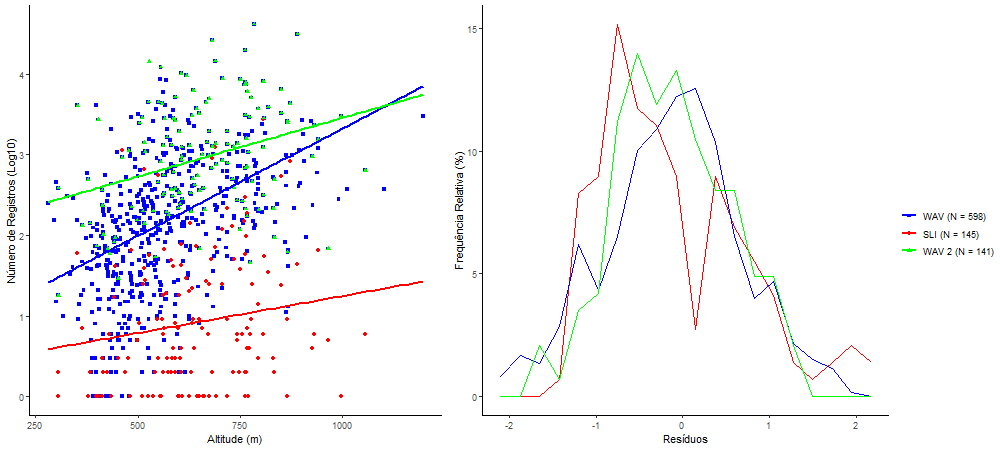 4
3
2
1
0
Número de Registros (Log10)
250
500
750
1000
Altitude (m)
15
10
5
0
Frequência Relativa (%)
-2
-1
0
1
2
Resíduos
WAV (N = 598)
SLI (N = 145)
WAV 2 (N = 141)